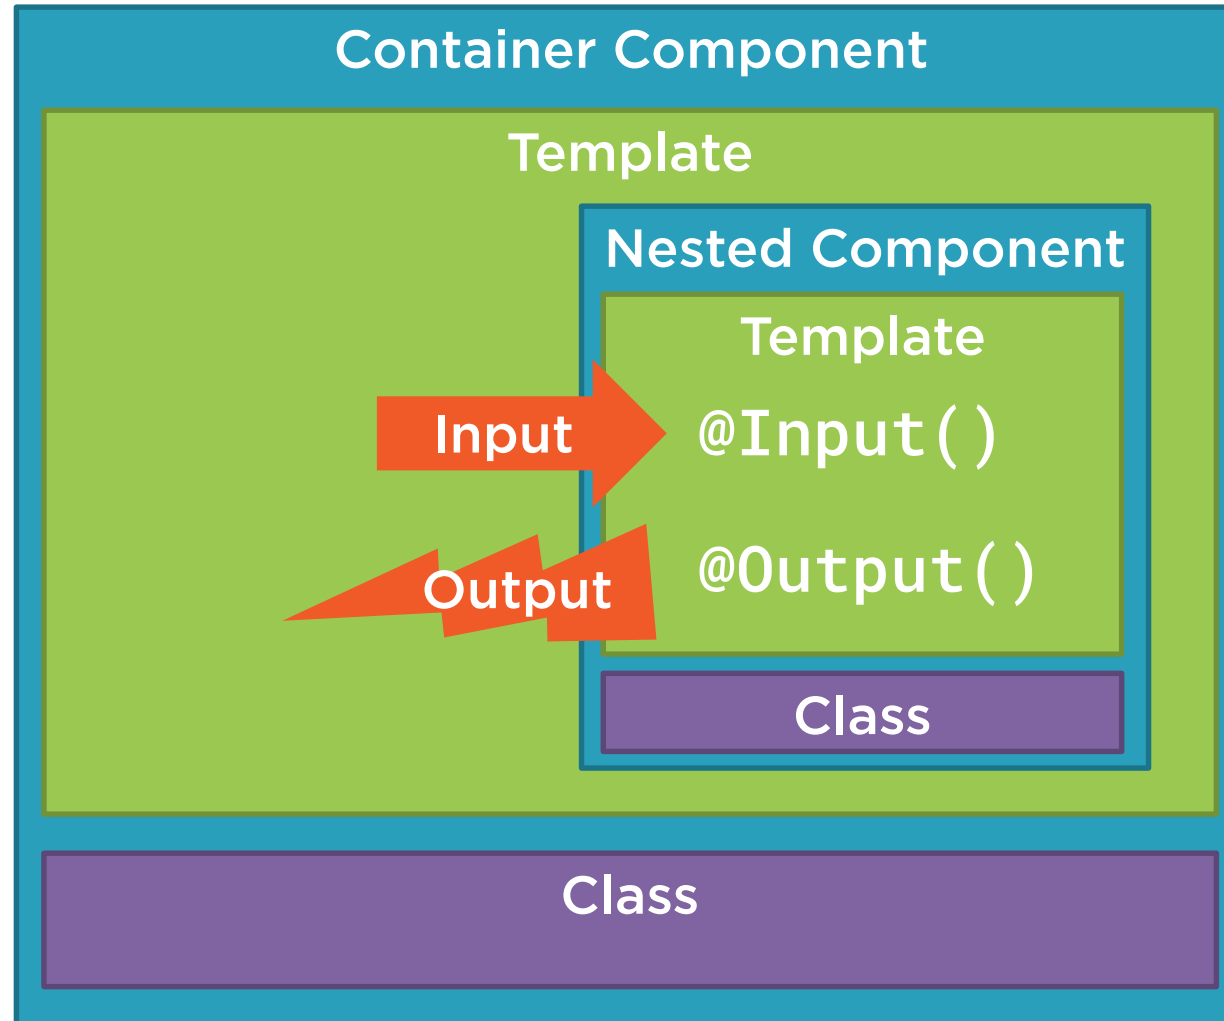 Container Component
Template
Nested Component
Template
Input
@Input()
Output
@Output()
Class
Class